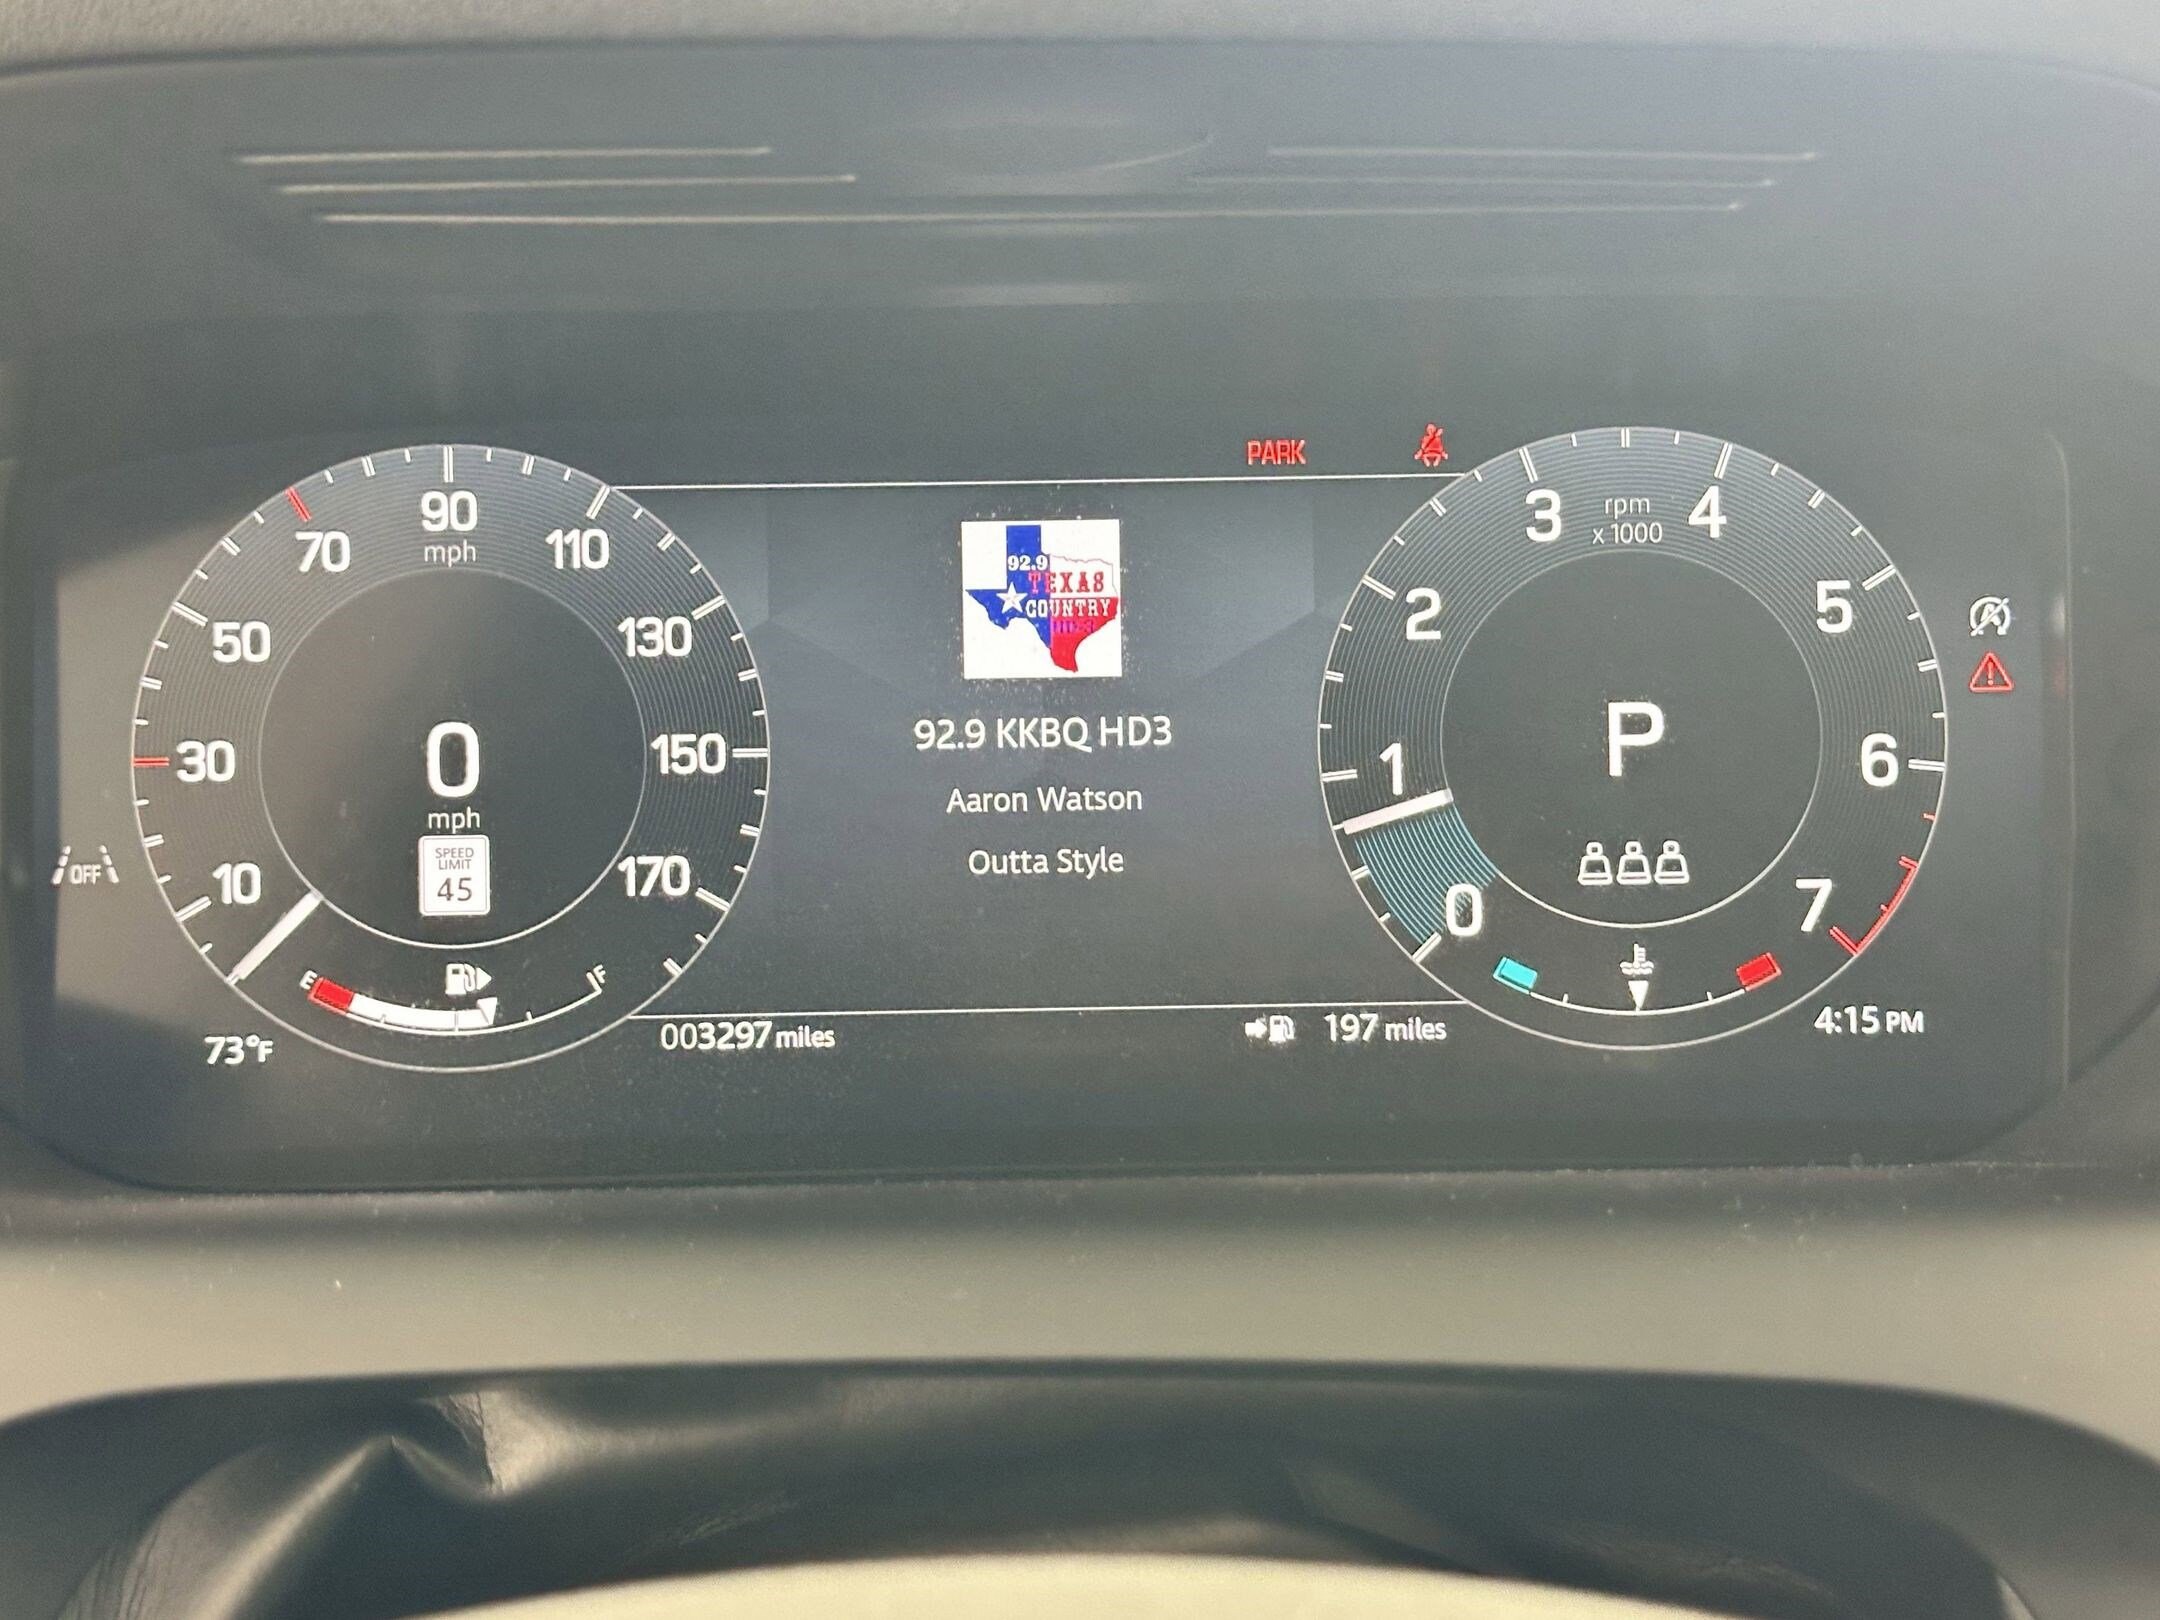 PARK
90
mph
70
110
50
130
30
150
10
170
0
mph
SPEED
LIMIT
45
OFF
E
F
73°F
003297 miles
92.9
TEXAS
COUNTRY
HD-3
92.9 KKBQ HD3
Aaron Watson
Outta Style
197 miles
3
rpm
x 1000
4
2
5
1
6
0
7
P
4:15 PM